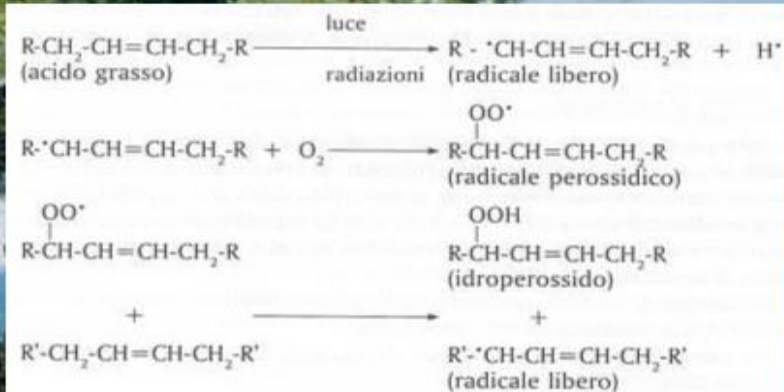 luce
R-CH₂-CH=CH-CH₂-R → R - ˙CH-CH=CH-CH₂-R + H˙
(acido grasso) radiazioni (radicale libero)
OO˙
R-˙CH-CH=CH-CH₂-R + O₂ → R-CH-CH=CH-CH₂-R
(radicale perossidico)
OO˙ OOH
R-CH-CH=CH-CH₂-R R-CH-CH=CH-CH₂-R
(idroperossido)
+ → +
R'-CH₂-CH=CH-CH₂-R' R'-˙CH-CH=CH-CH₂-R'
(radicale libero)